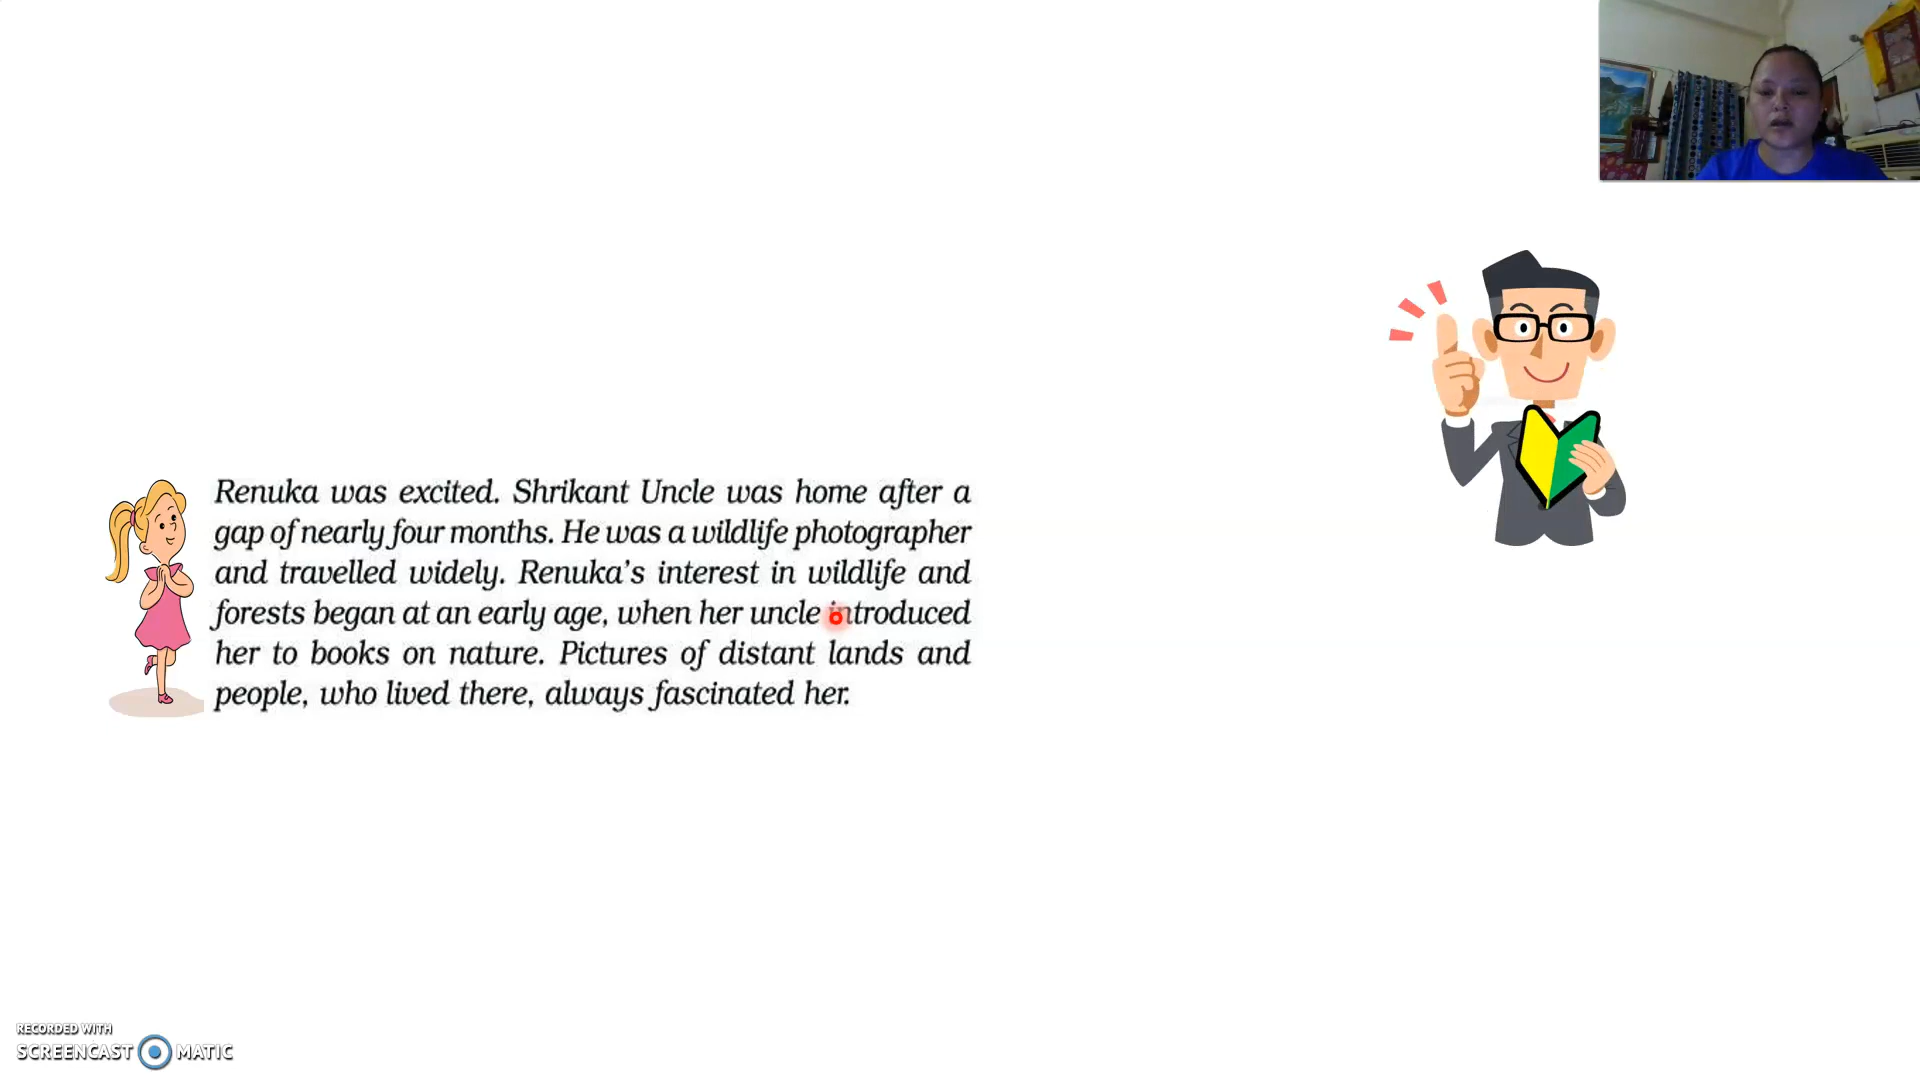 Renuka was excited. Shrikant Uncle was home after a
gap of nearly four months. He was a wildlife photographer
and travelled widely. Renuka's interest in wildlife and
forests began at an early age, when her uncle introduced
her to books on nature. Pictures of distant lands and
people, who lived there, always fascinated her.
RECORDED WITH
SCREENCAST MATIC